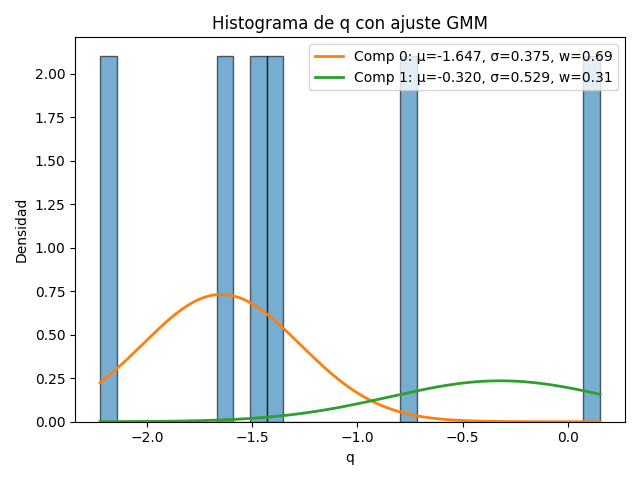 Histograma de q con ajuste GMM
Comp 0: μ=-1.647, σ=0.375, w=0.69
Comp 1: μ=-0.320, σ=0.529, w=0.31
Densidad
2.00
1.75
1.50
1.25
1.00
0.75
0.50
0.25
0.00
−2.0 −1.5 −1.0 −0.5 0.0
q